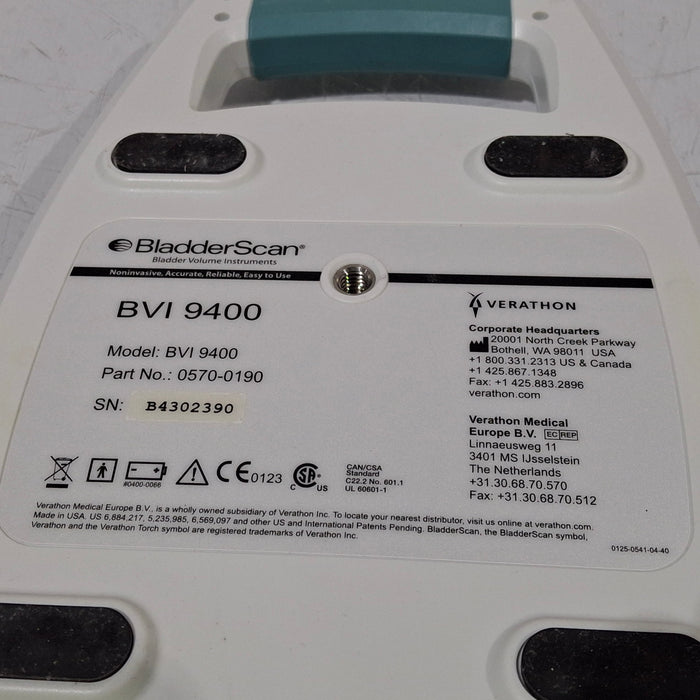 BladderScan®
Bladder Volume Instruments
Noninvasive, Accurate, Reliable, Easy to Use
BVI 9400
Model: BVI 9400
Part No.: 0570-0190
SN: B4302390
VERATHON
Corporate Headquarters
20001 North Creek Parkway
Bothell, WA 98011 USA
+1 800.331.2313 US & Canada
+1 425.867.1348
Fax: +1 425.883.2896
verathon.com
Verathon Medical
Europe B.V. EC REP
Linnaeusweg 11
3401 MS IJsselstein
The Netherlands
+31.30.68.70.570
Fax: +31.30.68.70.512
#0400-0066
CE 0123
C SA US
CAN/CSA
Standard
C22.2 No. 601.1
UL 60601-1
Verathon Medical Europe B.V., is a wholly owned subsidiary of Verathon Inc. To locate your nearest distributor, visit us online at verathon.com.
Made in USA. US 6,884,217, 5,235,985, 6,569,097 and other US and International Patents Pending. BladderScan, the BladderScan symbol,
Verathon and the Verathon Torch symbol are registered trademarks of Verathon Inc.
0125-0541-04-40